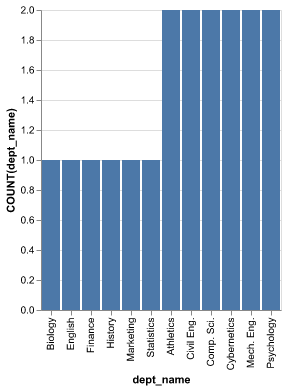 2.0
1.8
1.6
1.4
1.2
1.0
0.8
0.6
0.4
0.2
0.0
COUNT(dept_name)
Biology
English
Finance
History
Marketing
Statistics
Athletics
Civil Eng.
Comp. Sci.
Cybernetics
Mech. Eng.
Psychology
dept_name